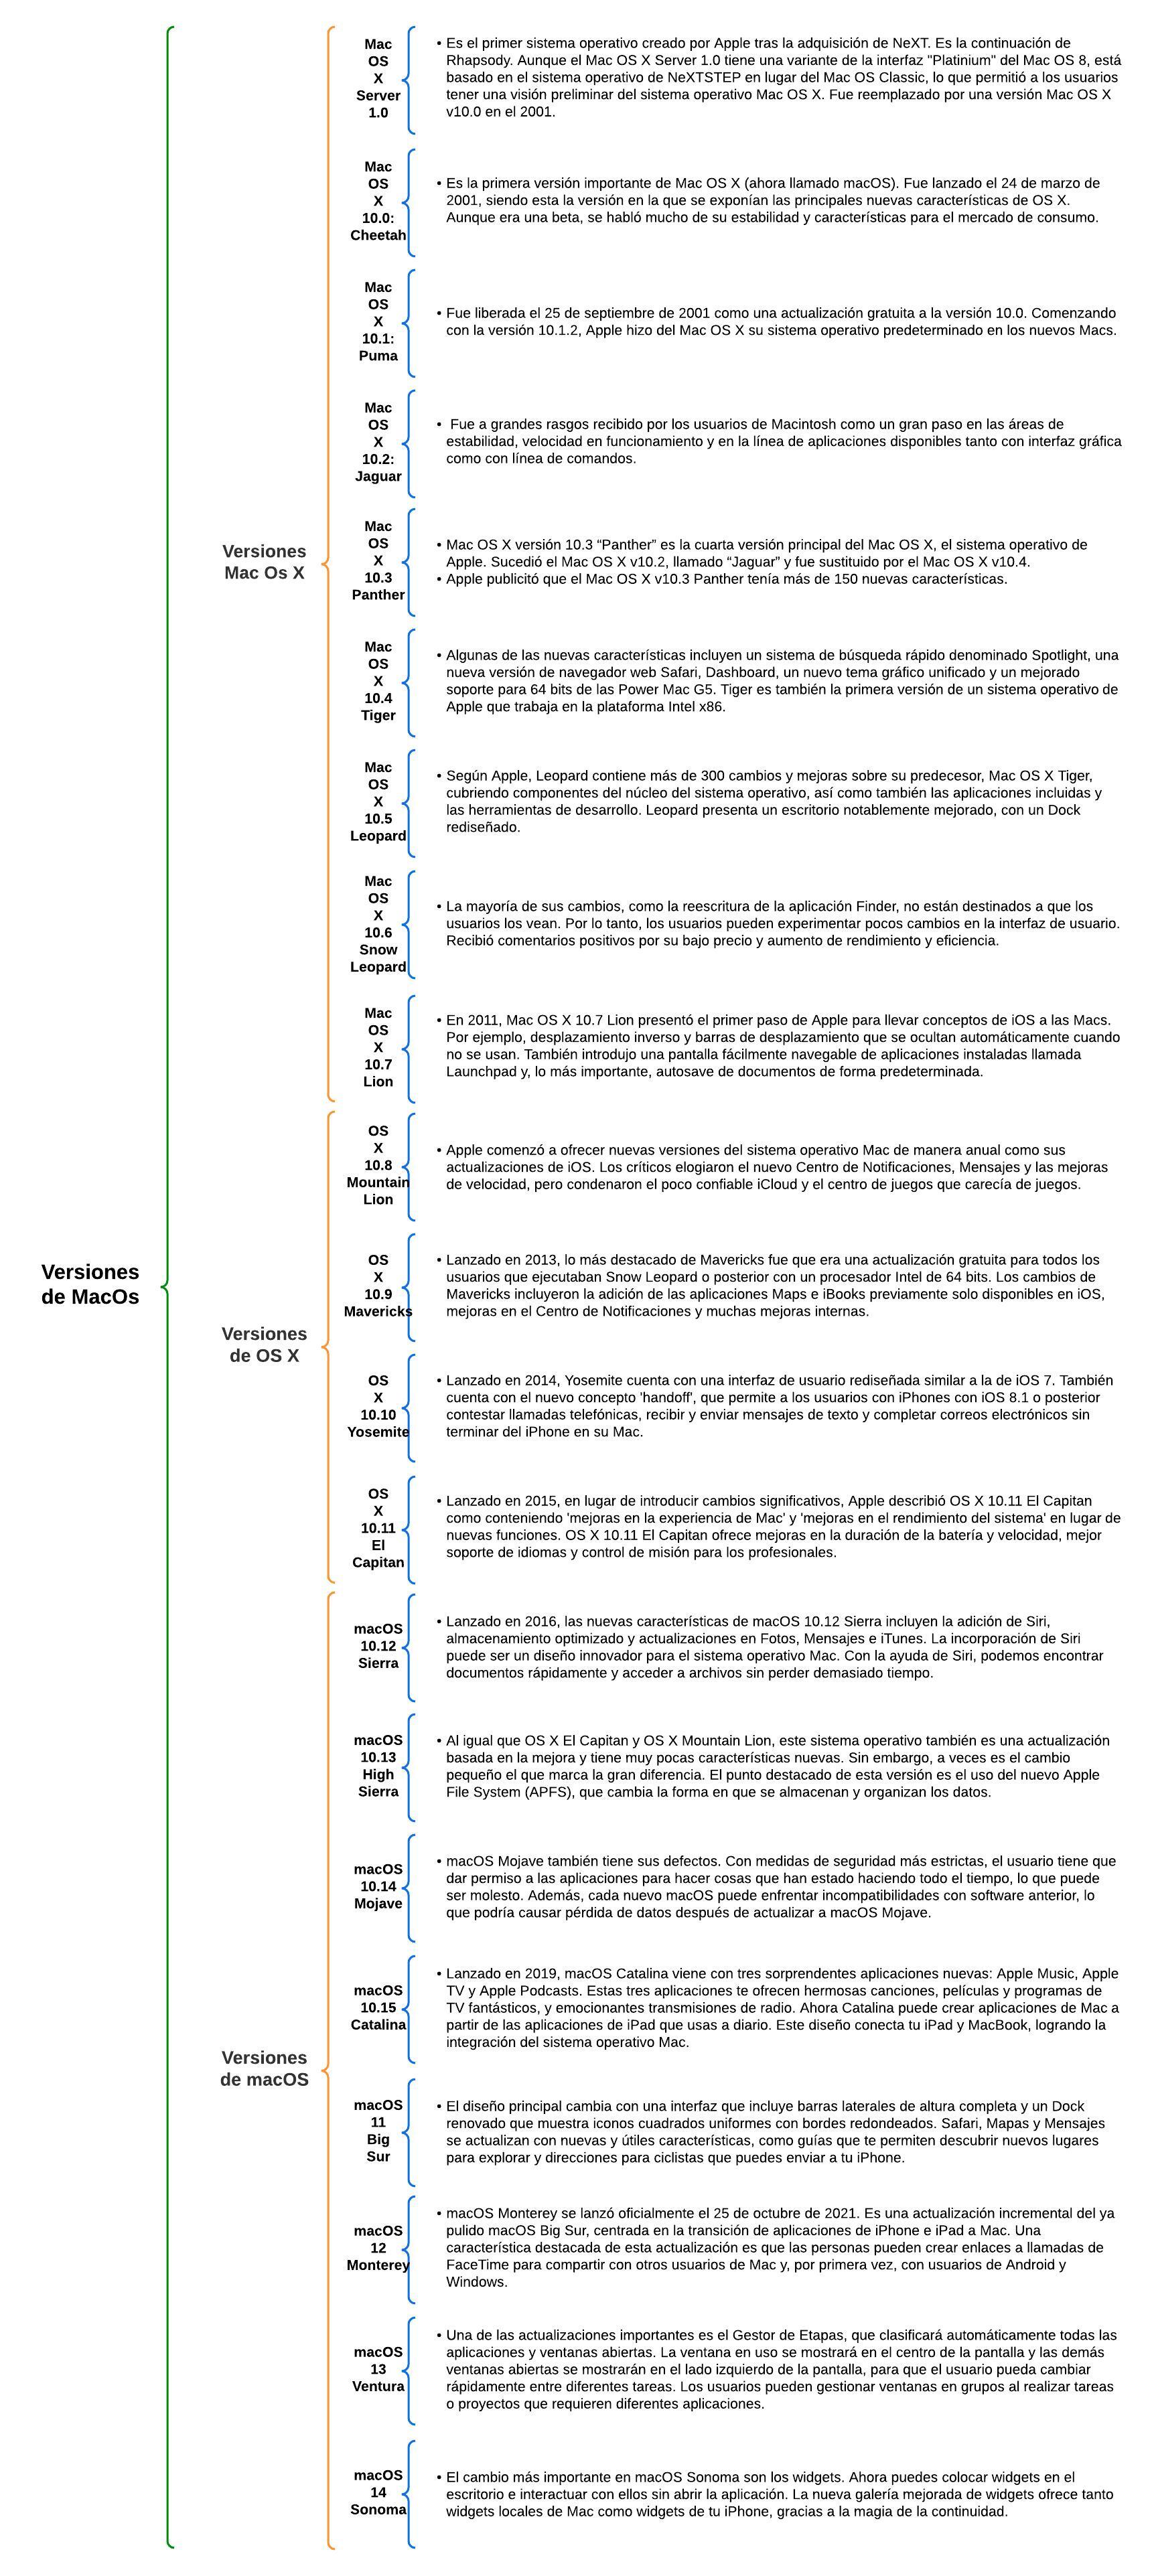 Versiones
de MacOs
Versiones
Mac Os X
Mac
OS
X
Server
1.0
• Es el primer sistema operativo creado por Apple tras la adquisición de NeXT. Es la continuación de
Rhapsody. Aunque el Mac OS X Server 1.0 tiene una variante de la interfaz "Platinium" del Mac OS 8, está
basado en el sistema operativo de NeXTSTEP en lugar del Mac OS Classic, lo que permitió a los usuarios
tener una visión preliminar del sistema operativo Mac OS X. Fue reemplazado por una versión Mac OS X
v10.0 en el 2001.
Mac
OS
X
10.0:
Cheetah
• Es la primera versión importante de Mac OS X (ahora llamado macOS). Fue lanzado el 24 de marzo de
2001, siendo esta la versión en la que se exponían las principales nuevas características de OS X.
Aunque era una beta, se habló mucho de su estabilidad y características para el mercado de consumo.
Mac
OS
X
10.1:
Puma
• Fue liberada el 25 de septiembre de 2001 como una actualización gratuita a la versión 10.0. Comenzando
con la versión 10.1.2, Apple hizo del Mac OS X su sistema operativo predeterminado en los nuevos Macs.
Mac
OS
X
10.2:
Jaguar
• Fue a grandes rasgos recibido por los usuarios de Macintosh como un gran paso en las áreas de
estabilidad, velocidad en funcionamiento y en la línea de aplicaciones disponibles tanto con interfaz gráfica
como con línea de comandos.
Mac
OS
X
10.3
Panther
• Mac OS X versión 10.3 “Panther” es la cuarta versión principal del Mac OS X, el sistema operativo de
Apple. Sucedió el Mac OS X v10.2, llamado “Jaguar” y fue sustituido por el Mac OS X v10.4.
• Apple publicitó que el Mac OS X v10.3 Panther tenía más de 150 nuevas características.
Mac
OS
X
10.4
Tiger
• Algunas de las nuevas características incluyen un sistema de búsqueda rápido denominado Spotlight, una
nueva versión de navegador web Safari, Dashboard, un nuevo tema gráfico unificado y un mejorado
soporte para 64 bits de las Power Mac G5. Tiger es también la primera versión de un sistema operativo de
Apple que trabaja en la plataforma Intel x86.
Mac
OS
X
10.5
Leopard
• Según Apple, Leopard contiene más de 300 cambios y mejoras sobre su predecesor, Mac OS X Tiger,
cubriendo componentes del núcleo del sistema operativo, así como también las aplicaciones incluidas y
las herramientas de desarrollo. Leopard presenta un escritorio notablemente mejorado, con un Dock
rediseñado.
Mac
OS
X
10.6
Snow
Leopard
• La mayoría de sus cambios, como la reescritura de la aplicación Finder, no están destinados a que los
usuarios los vean. Por lo tanto, los usuarios pueden experimentar pocos cambios en la interfaz de usuario.
Recibió comentarios positivos por su bajo precio y aumento de rendimiento y eficiencia.
Mac
OS
X
10.7
Lion
• En 2011, Mac OS X 10.7 Lion presentó el primer paso de Apple para llevar conceptos de iOS a las Macs.
Por ejemplo, desplazamiento inverso y barras de desplazamiento que se ocultan automáticamente cuando
no se usan. También introdujo una pantalla fácilmente navegable de aplicaciones instaladas llamada
Launchpad y, lo más importante, autosave de documentos de forma predeterminada.
Versiones
de OS X
OS
X
10.8
Mountain
Lion
• Apple comenzó a ofrecer nuevas versiones del sistema operativo Mac de manera anual como sus
actualizaciones de iOS. Los críticos elogiaron el nuevo Centro de Notificaciones, Mensajes y las mejoras
de velocidad, pero condenaron el poco confiable iCloud y el centro de juegos que carecía de juegos.
OS
X
10.9
Mavericks
• Lanzado en 2013, lo más destacado de Mavericks fue que era una actualización gratuita para todos los
usuarios que ejecutaban Snow Leopard o posterior con un procesador Intel de 64 bits. Los cambios de
Mavericks incluyeron la adición de las aplicaciones Maps e iBooks previamente solo disponibles en iOS,
mejoras en el Centro de Notificaciones y muchas mejoras internas.
OS
X
10.10
Yosemite
• Lanzado en 2014, Yosemite cuenta con una interfaz de usuario rediseñada similar a la de iOS 7. También
cuenta con el nuevo concepto 'handoff', que permite a los usuarios con iPhones con iOS 8.1 o posterior
contestar llamadas telefónicas, recibir y enviar mensajes de texto y completar correos electrónicos sin
terminar del iPhone en su Mac.
OS
X
10.11
El
Capitan
• Lanzado en 2015, en lugar de introducir cambios significativos, Apple describió OS X 10.11 El Capitan
como conteniendo 'mejoras en la experiencia de Mac' y 'mejoras en el rendimiento del sistema' en lugar de
nuevas funciones. OS X 10.11 El Capitan ofrece mejoras en la duración de la batería y velocidad, mejor
soporte de idiomas y control de misión para los profesionales.
Versiones
de macOS
macOS
10.12
Sierra
• Lanzado en 2016, las nuevas características de macOS 10.12 Sierra incluyen la adición de Siri,
almacenamiento optimizado y actualizaciones en Fotos, Mensajes e iTunes. La incorporación de Siri
puede ser un diseño innovador para el sistema operativo Mac. Con la ayuda de Siri, podemos encontrar
documentos rápidamente y acceder a archivos sin perder demasiado tiempo.
macOS
10.13
High
Sierra
• Al igual que OS X El Capitan y OS X Mountain Lion, este sistema operativo también es una actualización
basada en la mejora y tiene muy pocas características nuevas. Sin embargo, a veces es el cambio
pequeño el que marca la gran diferencia. El punto destacado de esta versión es el uso del nuevo Apple
File System (APFS), que cambia la forma en que se almacenan y organizan los datos.
macOS
10.14
Mojave
• macOS Mojave también tiene sus defectos. Con medidas de seguridad más estrictas, el usuario tiene que
dar permiso a las aplicaciones para hacer cosas que han estado haciendo todo el tiempo, lo que puede
ser molesto. Además, cada nuevo macOS puede enfrentar incompatibilidades con software anterior, lo
que podría causar pérdida de datos después de actualizar a macOS Mojave.
macOS
10.15
Catalina
• Lanzado en 2019, macOS Catalina viene con tres sorprendentes aplicaciones nuevas: Apple Music, Apple
TV y Apple Podcasts. Estas tres aplicaciones te ofrecen hermosas canciones, películas y programas de
TV fantásticos, y emocionantes transmisiones de radio. Ahora Catalina puede crear aplicaciones de Mac a
partir de las aplicaciones de iPad que usas a diario. Este diseño conecta tu iPad y MacBook, logrando la
integración del sistema operativo Mac.
macOS
11
Big
Sur
• El diseño principal cambia con una interfaz que incluye barras laterales de altura completa y un Dock
renovado que muestra iconos cuadrados uniformes con bordes redondeados. Safari, Mapas y Mensajes
se actualizan con nuevas y útiles características, como guías que te permiten descubrir nuevos lugares
para explorar y direcciones para ciclistas que puedes enviar a tu iPhone.
macOS
12
Monterey
• macOS Monterey se lanzó oficialmente el 25 de octubre de 2021. Es una actualización incremental del ya
pulido macOS Big Sur, centrada en la transición de aplicaciones de iPhone e iPad a Mac. Una
característica destacada de esta actualización es que las personas pueden crear enlaces a llamadas de
FaceTime para compartir con otros usuarios de Mac y, por primera vez, con usuarios de Android y
Windows.
macOS
13
Ventura
• Una de las actualizaciones importantes es el Gestor de Etapas, que clasificará automáticamente todas las
aplicaciones y ventanas abiertas. La ventana en uso se mostrará en el centro de la pantalla y las demás
ventanas abiertas se mostrarán en el lado izquierdo de la pantalla, para que el usuario pueda cambiar
rápidamente entre diferentes tareas. Los usuarios pueden gestionar ventanas en grupos al realizar tareas
o proyectos que requieren diferentes aplicaciones.
macOS
14
Sonoma
• El cambio más importante en macOS Sonoma son los widgets. Ahora puedes colocar widgets en el
escritorio e interactuar con ellos sin abrir la aplicación. La nueva galería mejorada de widgets ofrece tanto
widgets locales de Mac como widgets de tu iPhone, gracias a la magia de la continuidad.